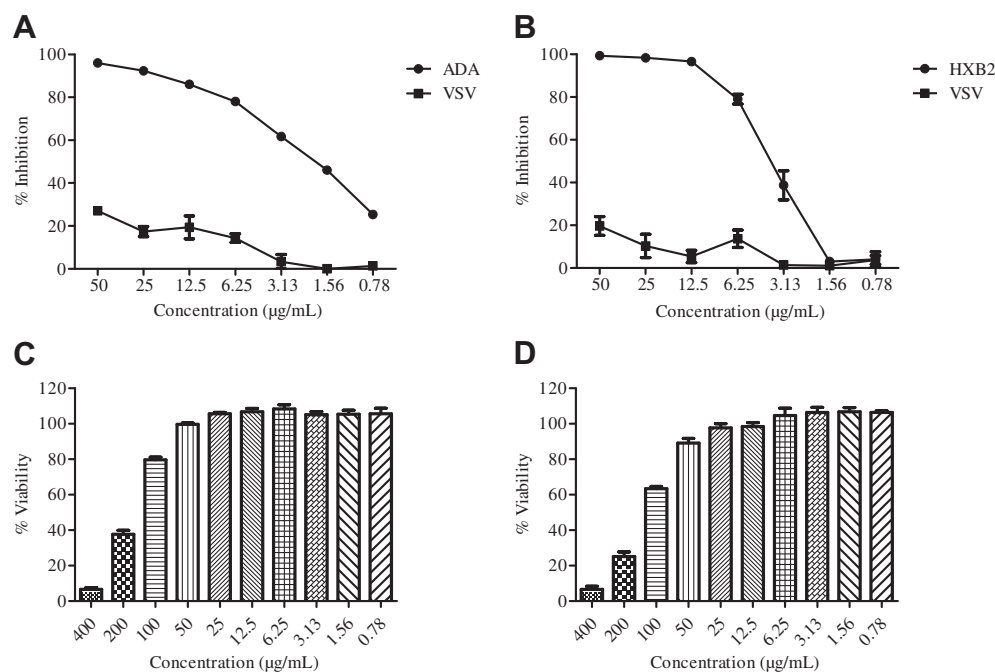 A
100
80
60
40
20
0
% Inhibition
50 25 12.5 6.25 3.13 1.56 0.78
Concentration (µg/mL)
ADA
VSV
B
100
80
60
40
20
0
% Inhibition
50 25 12.5 6.25 3.13 1.56 0.78
Concentration (µg/mL)
HXB2
VSV
C
120
100
80
60
40
20
0
% Viability
400 200 100 50 25 12.5 6.25 3.13 1.56 0.78
Concentration (µg/mL)
D
120
100
80
60
40
20
0
% Viability
400 200 100 50 25 12.5 6.25 3.13 1.56 0.78
Concentration (µg/mL)